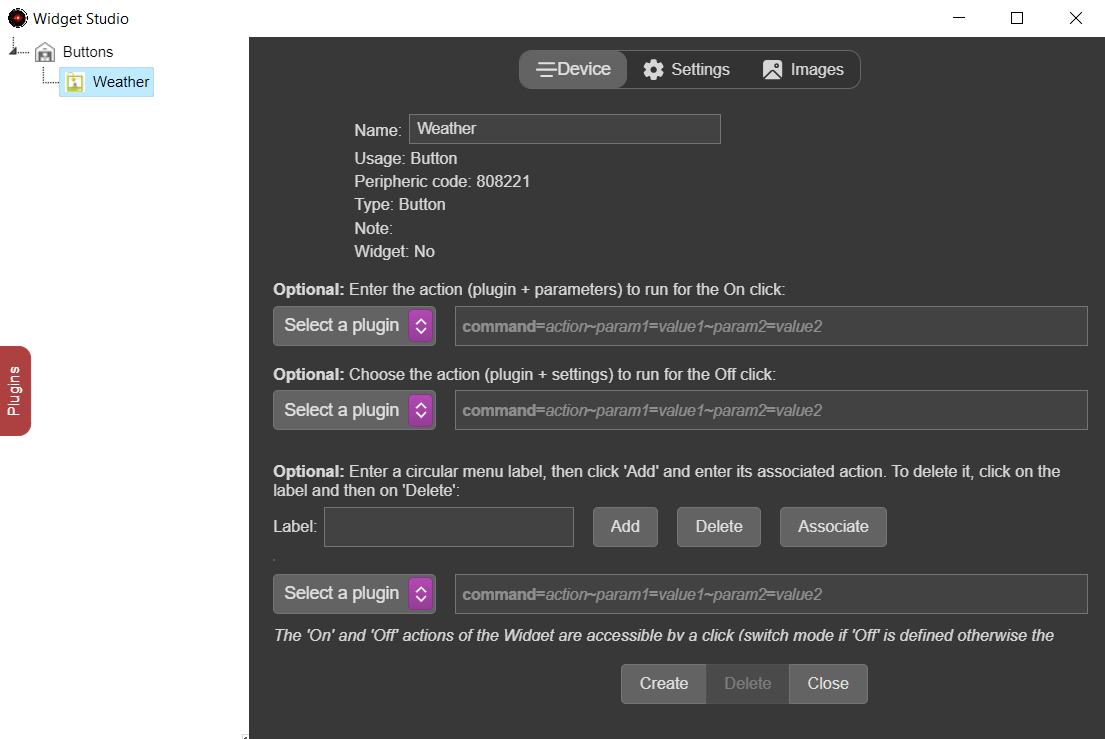 Widget Studio
Buttons
Weather
Plugins
Device Settings Images
Name: Weather
Usage: Button
Peripheric code: 808221
Type: Button
Note:
Widget: No
Optional: Enter the action (plugin + parameters) to run for the On click:
Select a plugin command=action~param1=value1~param2=value2
Optional: Choose the action (plugin + settings) to run for the Off click:
Select a plugin command=action~param1=value1~param2=value2
Optional: Enter a circular menu label, then click 'Add' and enter its associated action. To delete it, click on the
label and then on 'Delete':
Label: Add Delete Associate
Select a plugin command=action~param1=value1~param2=value2
The 'On' and 'Off' actions of the Widget are accessible by a click (switch mode if 'Off' is defined otherwise the
Create Delete Close